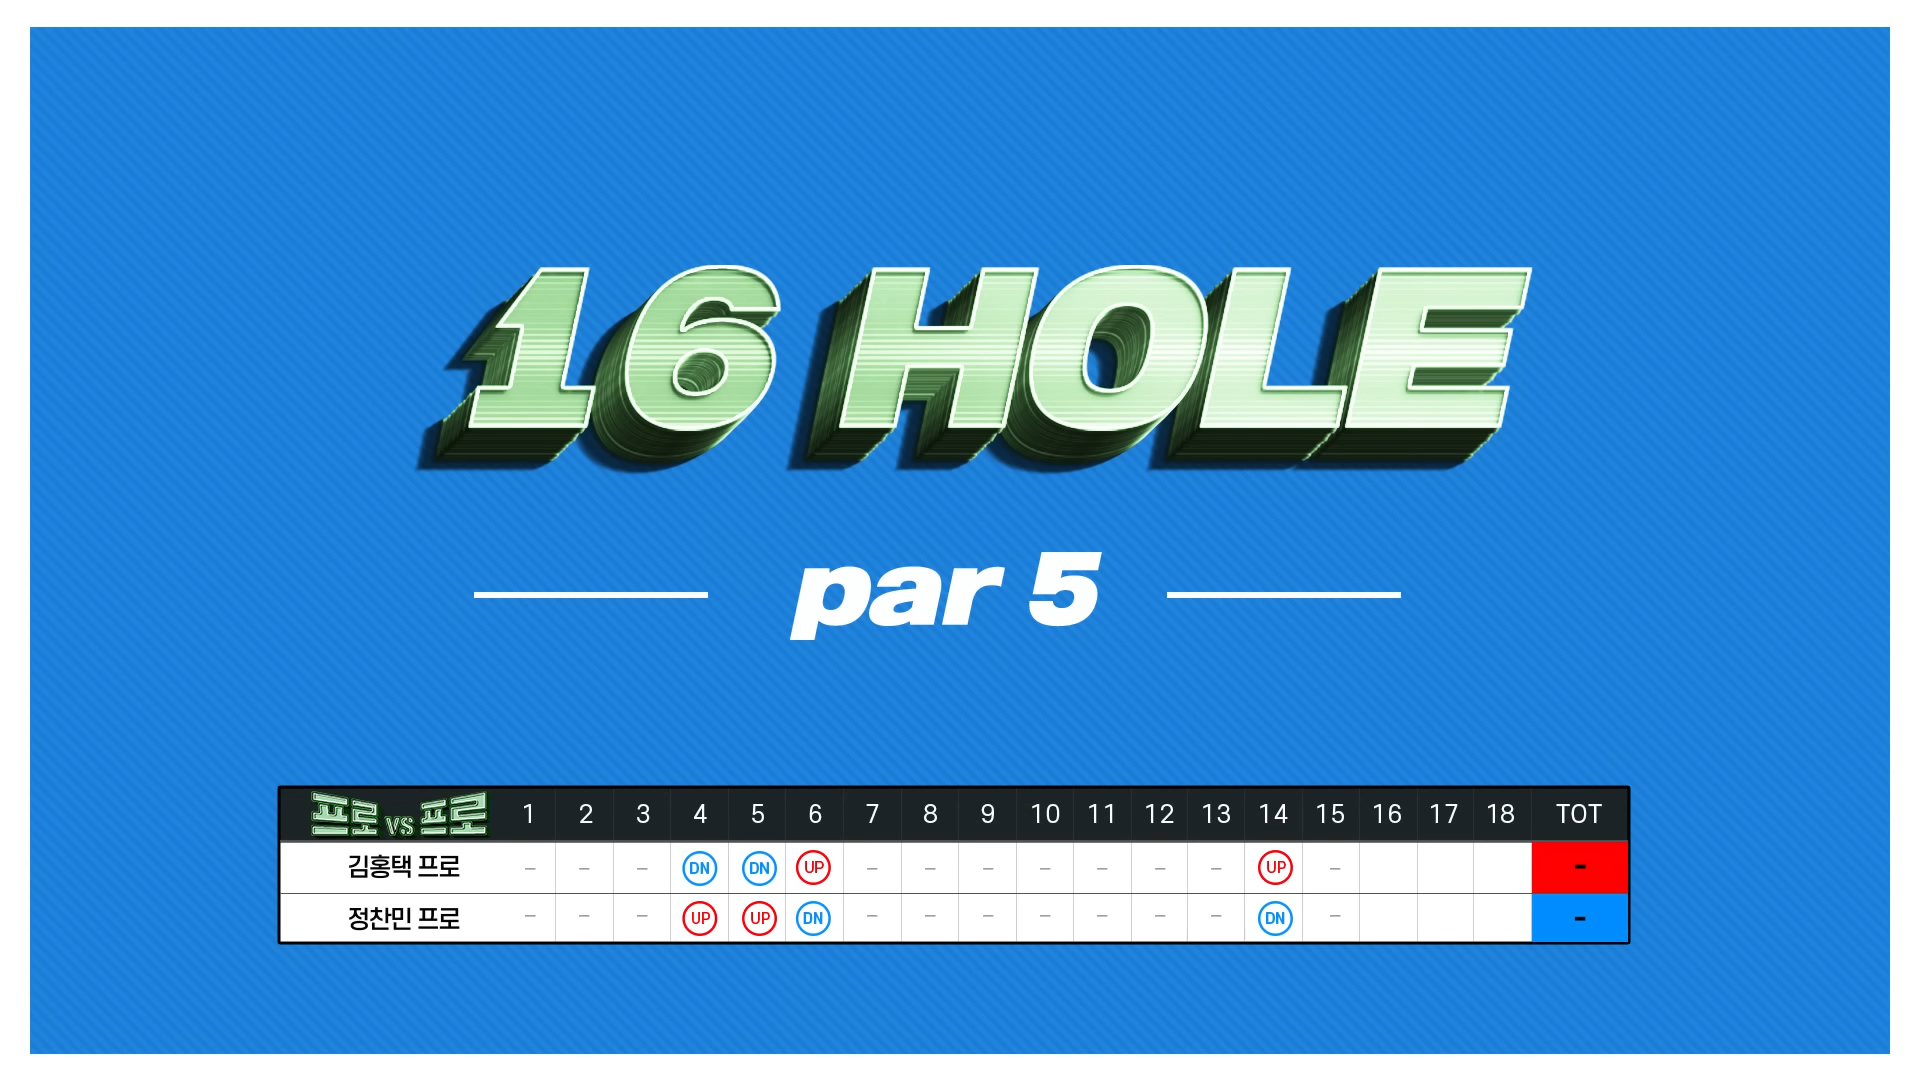 16 HOLE
par 5
프로 vs 프로 1 2 3 4 5 6 7 8 9 10 11 12 13 14 15 16 17 18 TOT
김홍택 프로 – – – DN DN UP – – – – – – – UP – -
정찬민 프로 – – – UP UP DN – – – – – – – DN – -